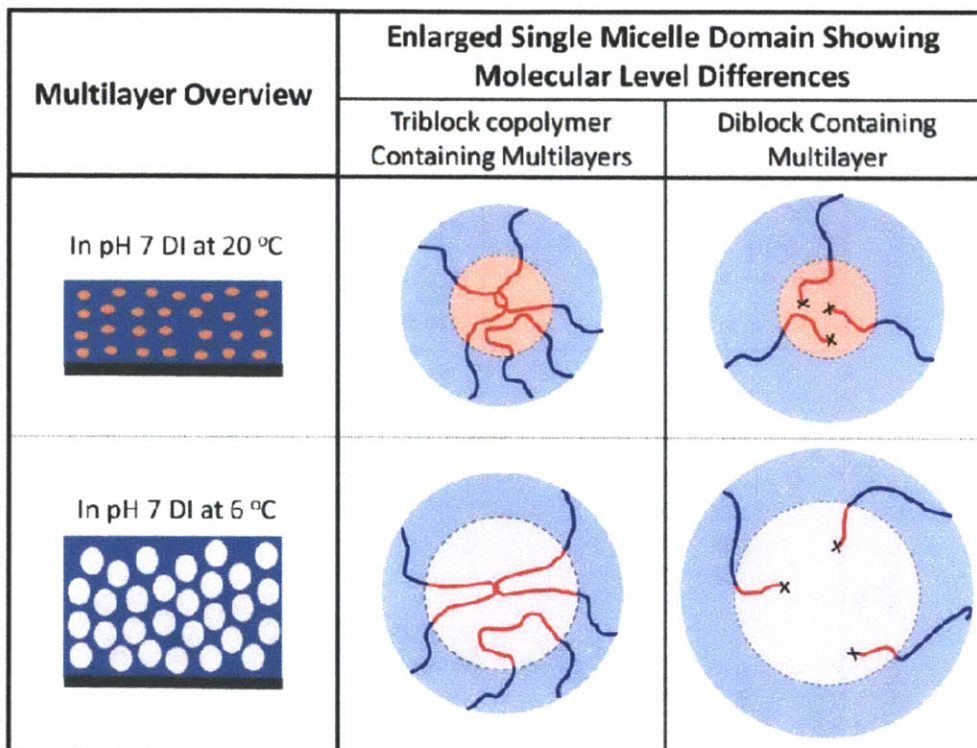 Multilayer Overview
Enlarged Single Micelle Domain Showing
Molecular Level Differences
Triblock copolymer
Containing Multilayers
Diblock Containing
Multilayer
In pH 7 DI at 20 °C
x
x
x
In pH 7 DI at 6 °C
x
x
x